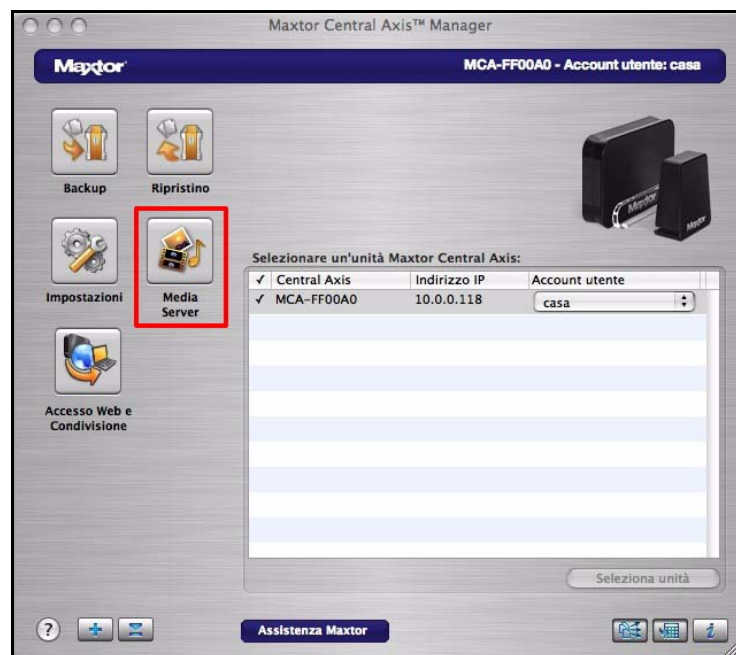 Maxtor Central Axis™ Manager
Maxtor
MCA-FF00A0 - Account utente: casa
Backup
Ripristino
Impostazioni
Media
Server
Accesso Web e
Condivisione
Maxtor
Maxtor
Selezionare un'unità Maxtor Central Axis:
✓ Central Axis Indirizzo IP Account utente
✓ MCA-FF00A0 10.0.0.118 casa
Seleziona unità
? + Assistenza Maxtor i